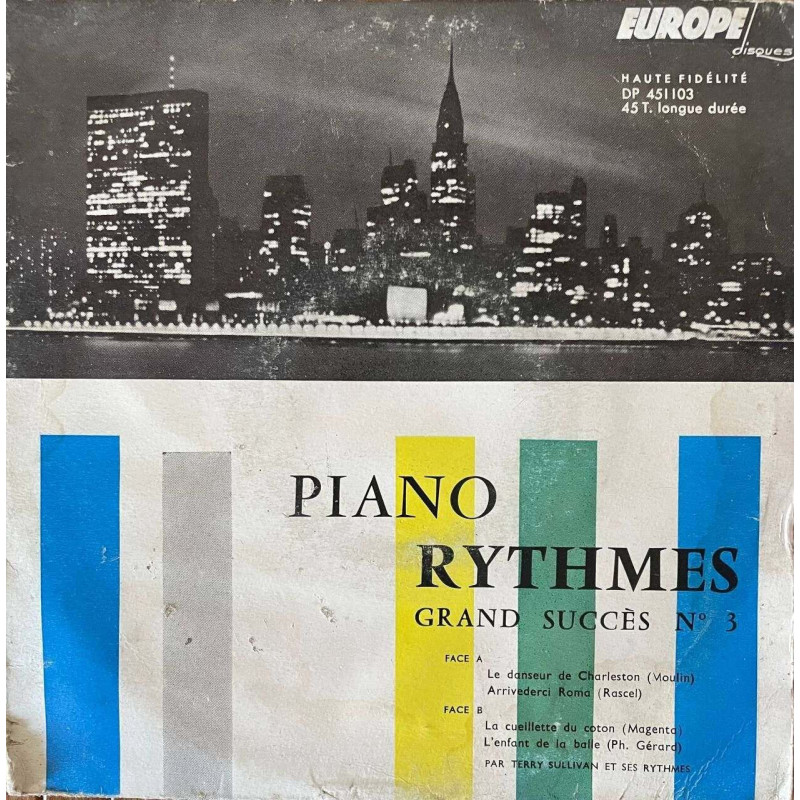 EUROPE
disques
HAUTE FIDÉLITÉ
DP 451103
45 T. longue durée
PIANO
RYTHMES
GRAND SUCCÈS Nº 3
FACE A
Le danseur de Charleston (Moulin)
Arrivederci Roma (Rascel)
FACE B
La cueillette du coton (Magenta)
L'enfant de la balle (Ph. Gérard)
PAR TERRY SULLIVAN ET SES RYTHMES